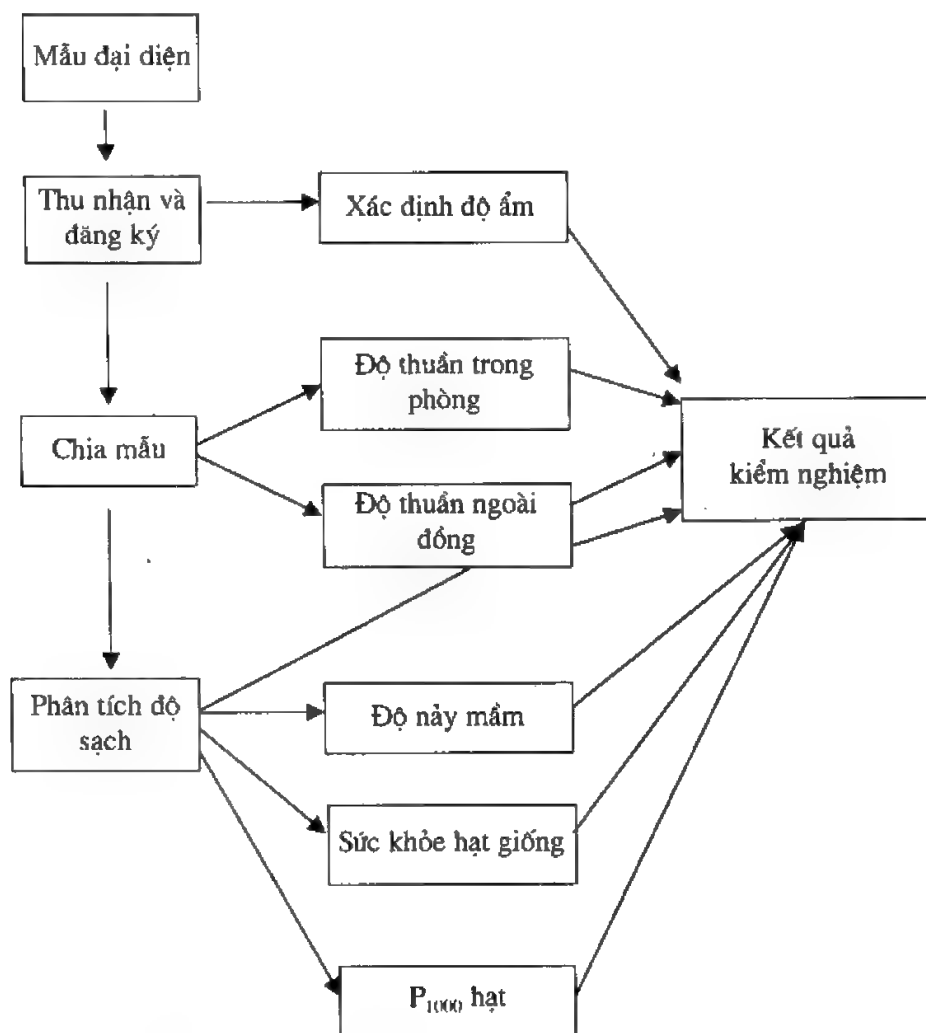 Mẫu đại diện
Thu nhận và
đăng ký
Xác định độ ẩm
Độ thuần trong
phòng
Chia mẫu
Kết quả
kiểm nghiệm
Độ thuần ngoài
đồng
Phân tích độ
sạch
Độ nảy mầm
Sức khỏe hạt giống
P₁₀₀₀ hạt